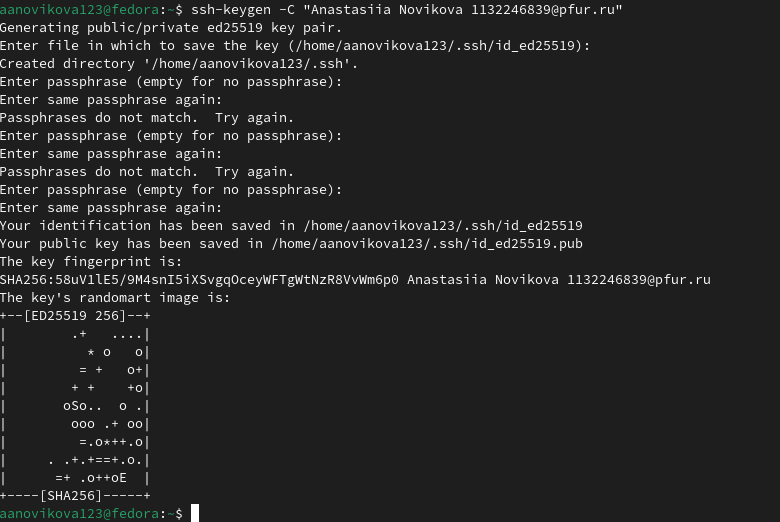 aanovikova123@fedora:~$ ssh-keygen -C "Anastasiia Novikova 1132246839@pfur.ru"
Generating public/private ed25519 key pair.
Enter file in which to save the key (/home/aanovikova123/.ssh/id_ed25519):
Created directory '/home/aanovikova123/.ssh'.
Enter passphrase (empty for no passphrase):
Enter same passphrase again:
Passphrases do not match.  Try again.
Enter passphrase (empty for no passphrase):
Enter same passphrase again:
Passphrases do not match.  Try again.
Enter passphrase (empty for no passphrase):
Enter same passphrase again:
Your identification has been saved in /home/aanovikova123/.ssh/id_ed25519
Your public key has been saved in /home/aanovikova123/.ssh/id_ed25519.pub
The key fingerprint is:
SHA256:58uV1lE5/9M4snI5iXSvgqOceyWFTgWtNzR8VvWm6p0 Anastasiia Novikova 1132246839@pfur.ru
The key's randomart image is:
+--[ED25519 256]--+
|        .+   ....|
|          * o   o|
|         = +   o+|
|        + +    +o|
|       oSo..  o .|
|        ooo .+ oo|
|         =.o*++.o|
|     . .+.+==+.o.|
|      =+ .o++oE  |
+----[SHA256]-----+
aanovikova123@fedora:~$